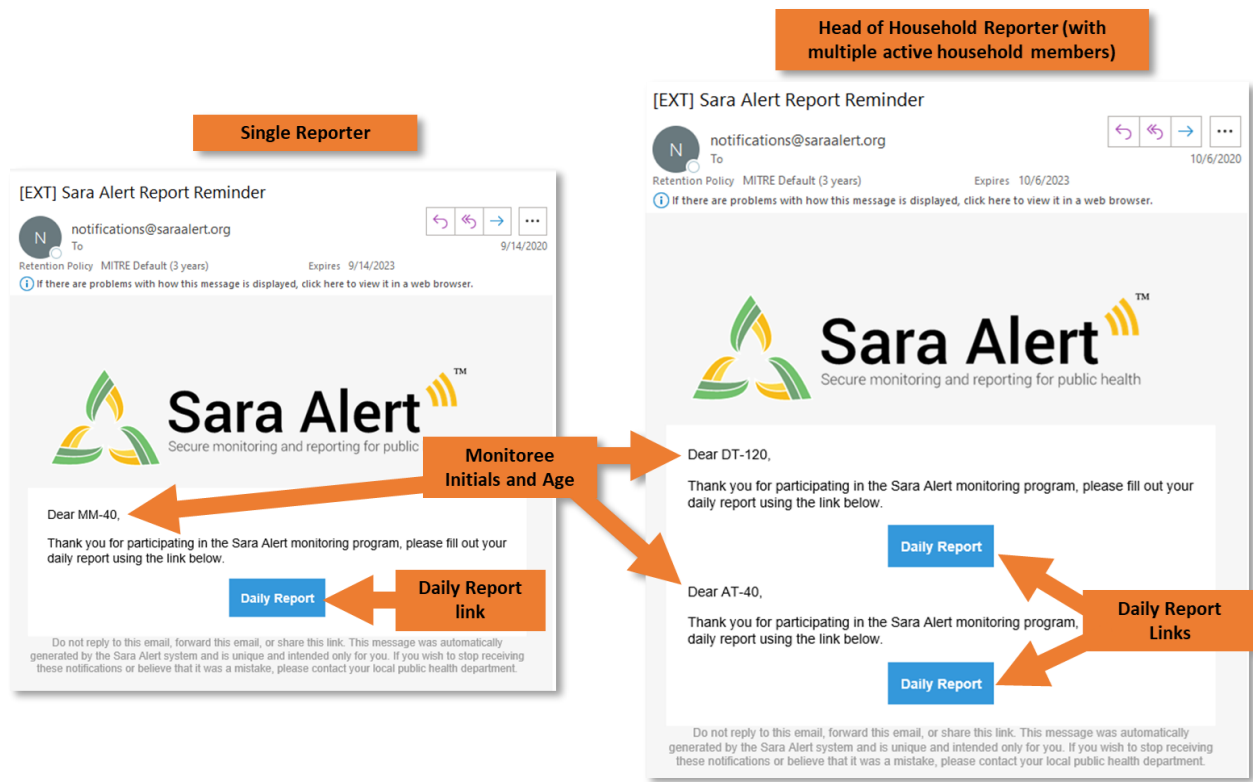 Single Reporter
[EXT] Sara Alert Report Reminder
N
notifications@saraalert.org
To
9/14/2020
Retention Policy MITRE Default (3 years) Expires 9/14/2023
If there are problems with how this message is displayed, click here to view it in a web browser.
Sara Alert™
Secure monitoring and reporting for public
Dear MM-40,
Thank you for participating in the Sara Alert monitoring program, please fill out your
daily report using the link below.
Daily Report
Do not reply to this email, forward this email, or share this link. This message was automatically
generated by the Sara Alert system and is unique and intended only for you. If you wish to stop receiving
these notifications or believe that it was a mistake, please contact your local public health department.
Monitoree
Initials and Age
Daily Report
link
Head of Household Reporter (with
multiple active household members)
[EXT] Sara Alert Report Reminder
N
notifications@saraalert.org
To
10/6/2020
Retention Policy MITRE Default (3 years) Expires 10/6/2023
If there are problems with how this message is displayed, click here to view it in a web browser.
Sara Alert™
Secure monitoring and reporting for public health
Dear DT-120,
Thank you for participating in the Sara Alert monitoring program, please fill out your
daily report using the link below.
Daily Report
Dear AT-40,
Thank you for participating in the Sara Alert monitoring program,
daily report using the link below.
Daily Report
Daily Report
Links
Do not reply to this email, forward this email, or share this link. This message was automatically
generated by the Sara Alert system and is unique and intended only for you. If you wish to stop receiving
these notifications or believe that it was a mistake, please contact your local public health department.